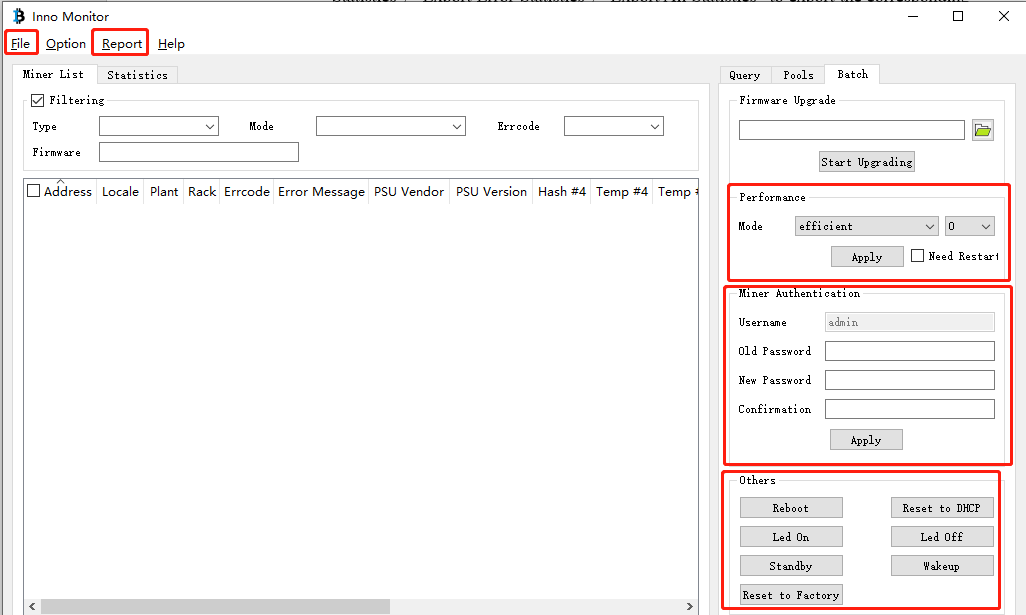 Inno Monitor
File Option Report Help
Miner List Statistics
Query Pools Batch
Filtering
Type Mode Errcode
Firmware
Address Locale Plant Rack Errcode Error Message PSU Vendor PSU Version Hash #4 Temp #4 Temp #
Firmware Upgrade
Start Upgrading
Performance
Mode efficient 0
Apply Need Restart
Miner Authentication
Username admin
Old Password
New Password
Confirmation
Apply
Others
Reboot Reset to DHCP
Led On Led Off
Standby Wakeup
Reset to Factory